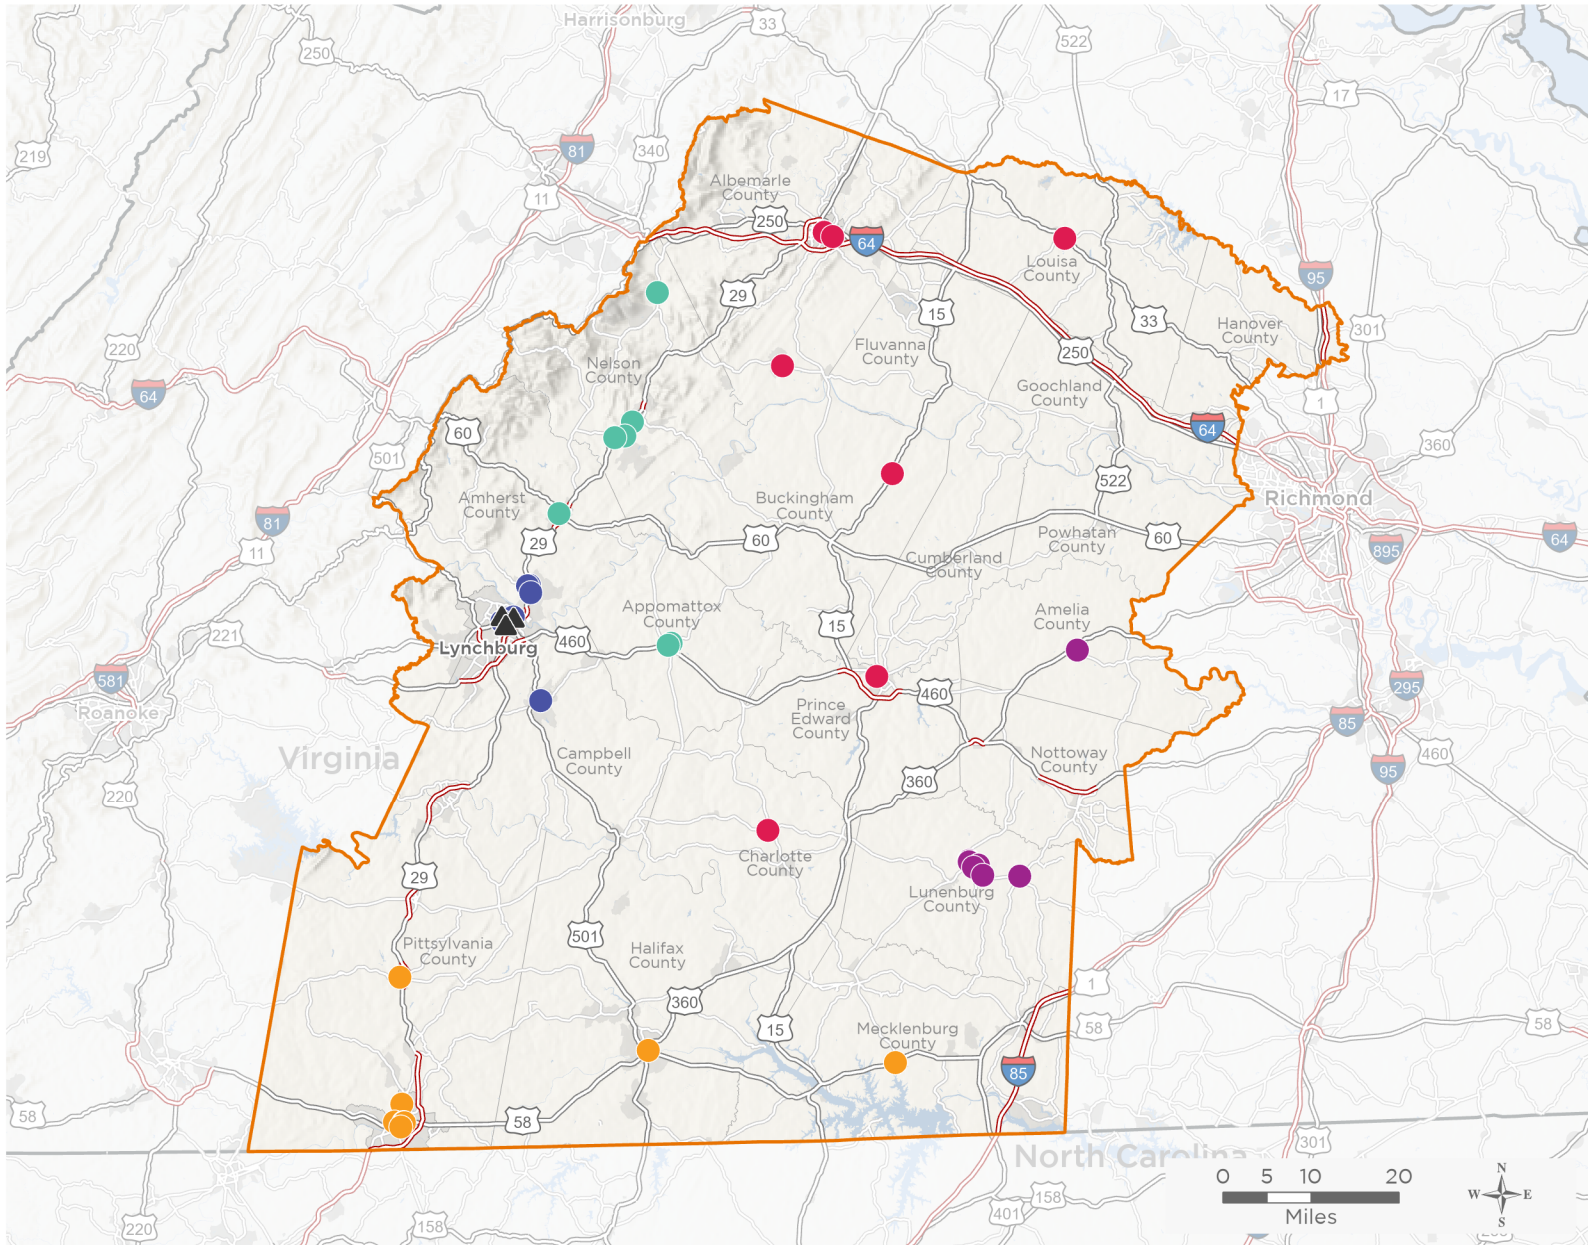 Harrisonburg
33
250
522
17
219
81
340
11
Albemarle
County
250
64
Louisa
County
95
29
15
33
Hanover
County
301
220
Nelson
County
Fluvanna
County
250
64
Goochland
County
1
60
64
360
501
522
Richmond
Amherst
County
Buckingham
County
81
11
29
60
Powhatan
County
60
64
895
Cumberland
County
Appomattox
County
Amelia
County
221
460
15
Lynchburg
581
Roanoke
460
295
Prince
Edward
County
85
Virginia
Campbell
County
Nottoway
County
460
95
220
360
Charlotte
County
29
Lunenburg
County
501
Pittsylvania
County
Halifax
County
1
360
15
Mecklenburg
County
58
58
85
58
58
301
North Carolina
0 5 10 20
Miles
N
W E
S
158
401
220
158